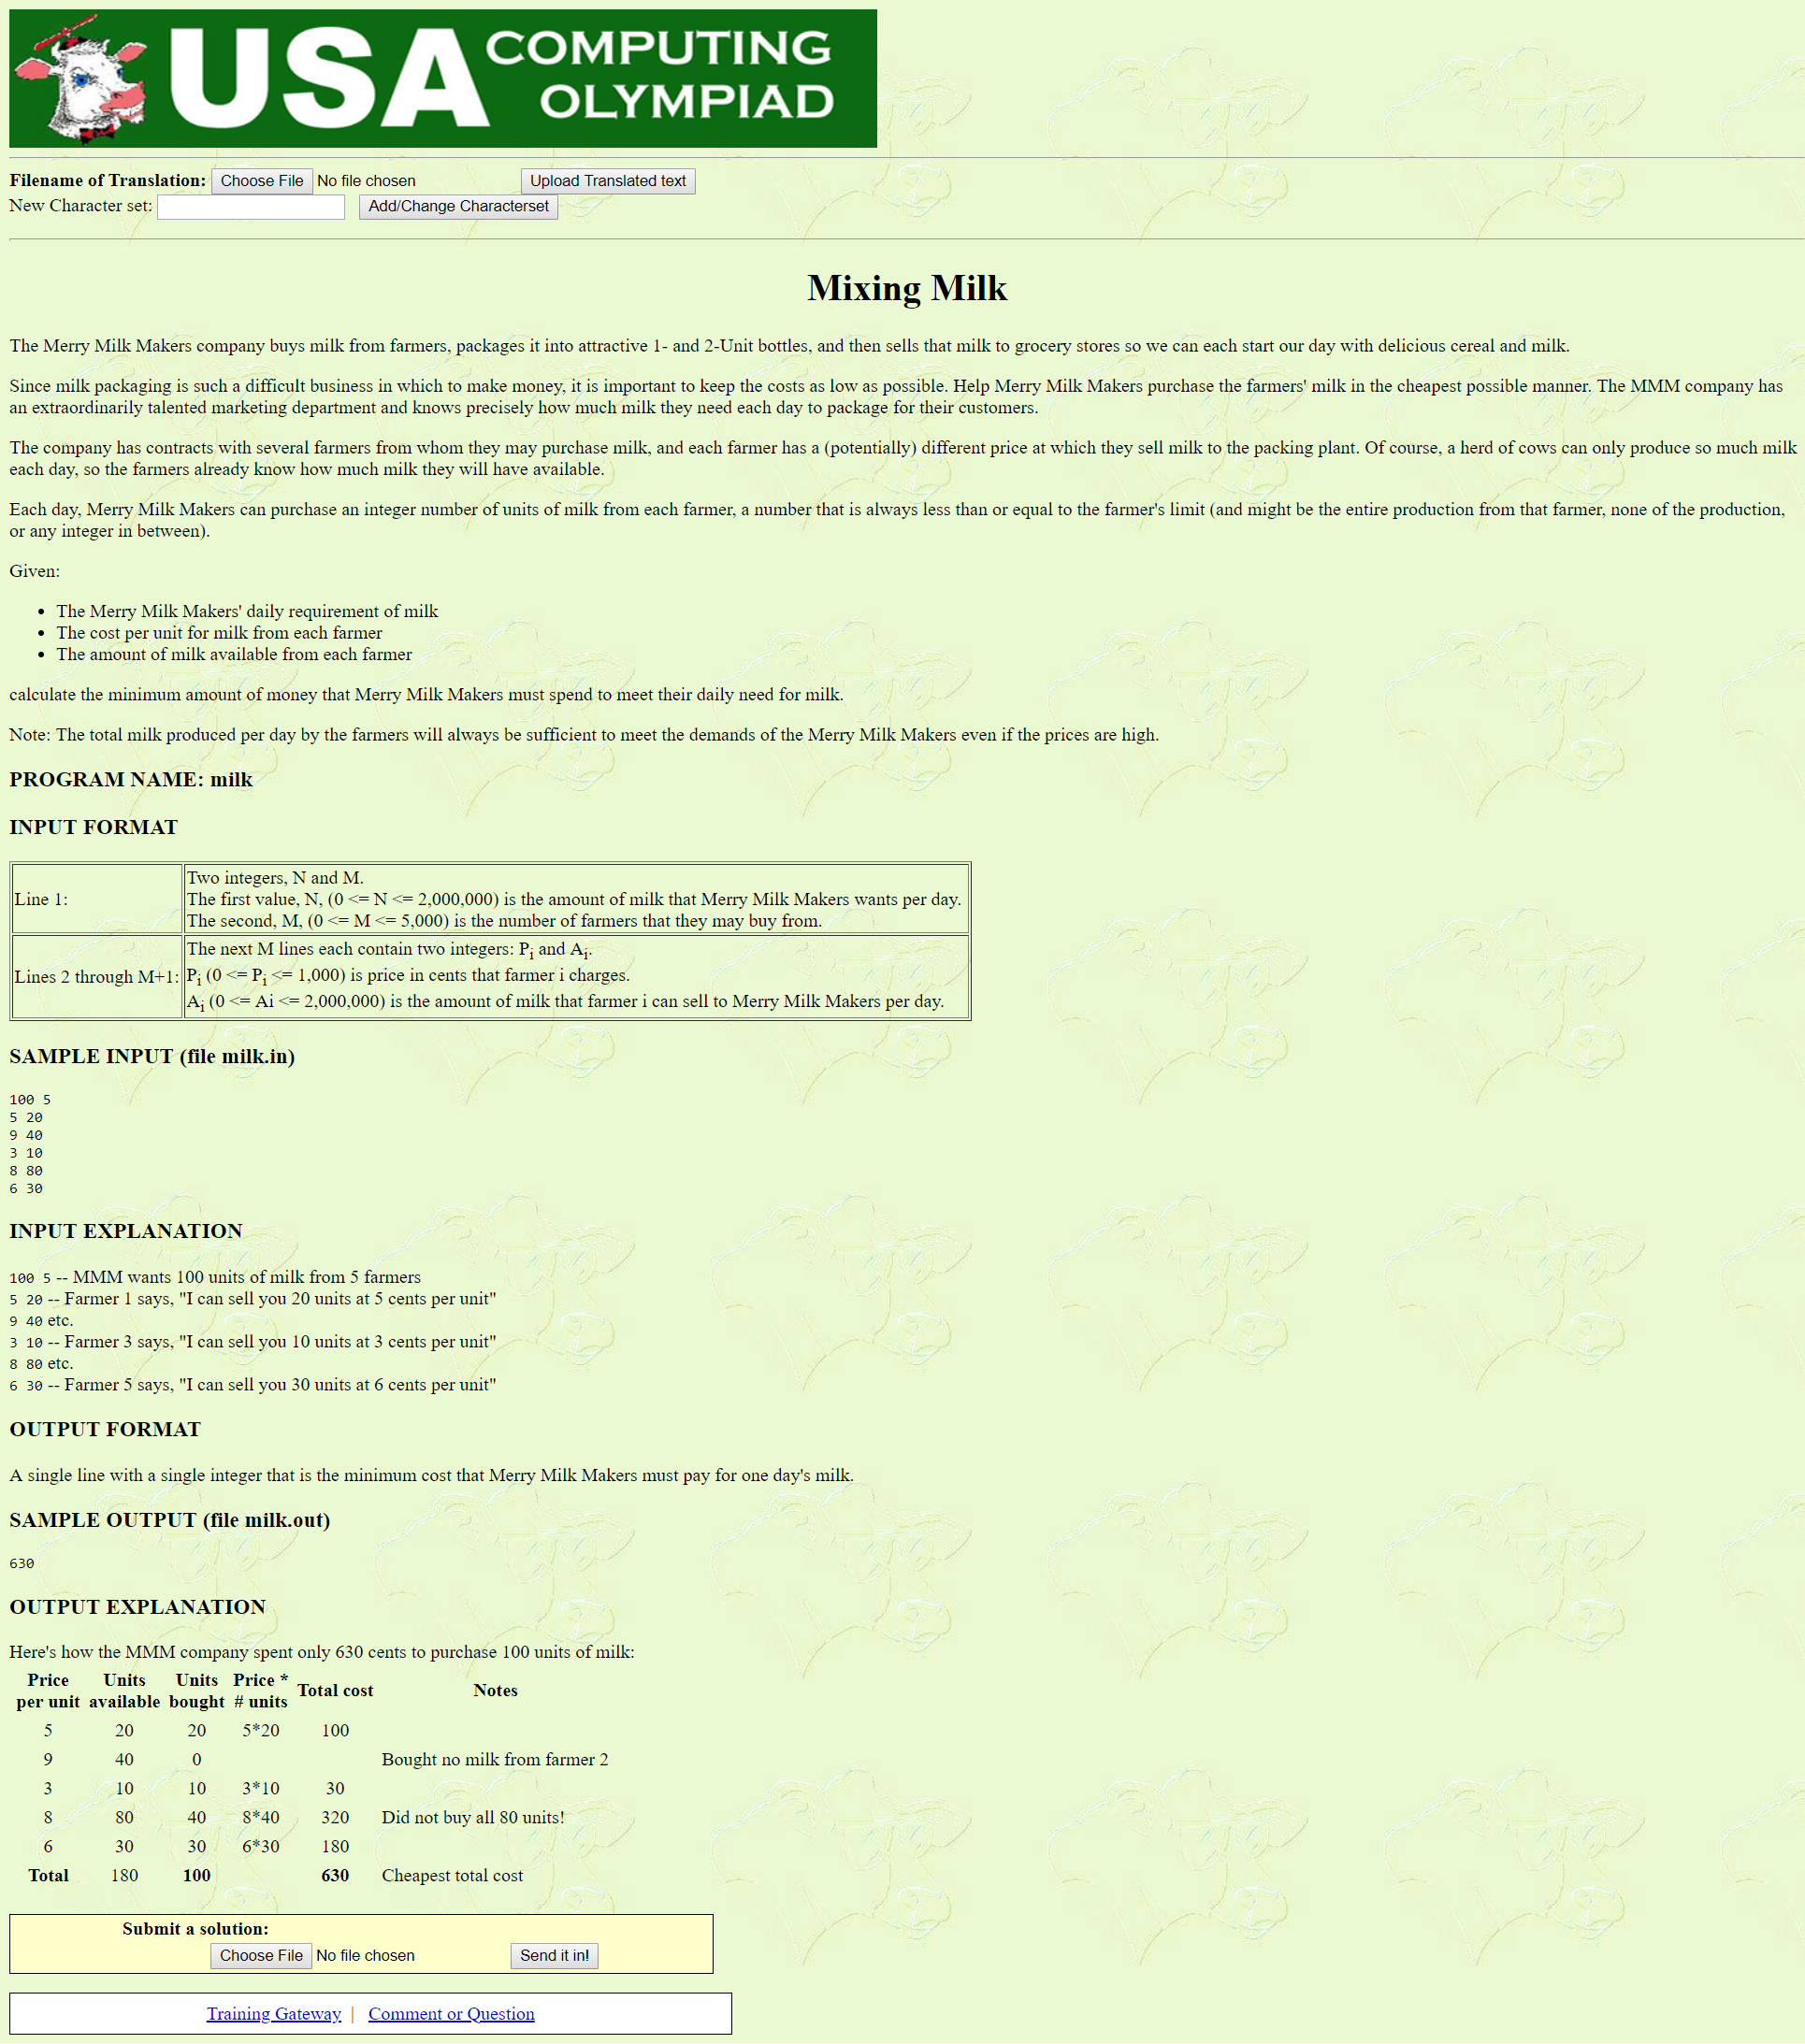 USA COMPUTING OLYMPIAD
Filename of Translation: Choose File No file chosen Upload Translated text
New Character set: Add/Change Characterset
Mixing Milk
The Merry Milk Makers company buys milk from farmers, packages it into attractive 1- and 2-Unit bottles, and then sells that milk to grocery stores so we can each start our day with delicious cereal and milk.
Since milk packaging is such a difficult business in which to make money, it is important to keep the costs as low as possible. Help Merry Milk Makers purchase the farmers' milk in the cheapest possible manner. The MMM company has
an extraordinarily talented marketing department and knows precisely how much milk they need each day to package for their customers.
The company has contracts with several farmers from whom they may purchase milk, and each farmer has a (potentially) different price at which they sell milk to the packing plant. Of course, a herd of cows can only produce so much milk
each day, so the farmers already know how much milk they will have available.
Each day, Merry Milk Makers can purchase an integer number of units of milk from each farmer, a number that is always less than or equal to the farmer's limit (and might be the entire production from that farmer, none of the production,
or any integer in between).
Given:
• The Merry Milk Makers' daily requirement of milk
• The cost per unit for milk from each farmer
• The amount of milk available from each farmer
calculate the minimum amount of money that Merry Milk Makers must spend to meet their daily need for milk.
Note: The total milk produced per day by the farmers will always be sufficient to meet the demands of the Merry Milk Makers even if the prices are high.
PROGRAM NAME: milk
INPUT FORMAT
Line 1:
Two integers, N and M.
The first value, N, (0 <= N <= 2,000,000) is the amount of milk that Merry Milk Makers wants per day.
The second, M, (0 <= M <= 5,000) is the number of farmers that they may buy from.
Lines 2 through M+1:
The next M lines each contain two integers: Pi and Ai.
Pi (0 <= Pi <= 1,000) is price in cents that farmer i charges.
Ai (0 <= Ai <= 2,000,000) is the amount of milk that farmer i can sell to Merry Milk Makers per day.
SAMPLE INPUT (file milk.in)
100 5
5 20
9 40
3 10
8 80
6 30
INPUT EXPLANATION
100 5 -- MMM wants 100 units of milk from 5 farmers
5 20 -- Farmer 1 says, "I can sell you 20 units at 5 cents per unit"
9 40 etc.
3 10 -- Farmer 3 says, "I can sell you 10 units at 3 cents per unit"
8 80 etc.
6 30 -- Farmer 5 says, "I can sell you 30 units at 6 cents per unit"
OUTPUT FORMAT
A single line with a single integer that is the minimum cost that Merry Milk Makers must pay for one day's milk.
SAMPLE OUTPUT (file milk.out)
630
OUTPUT EXPLANATION
Here's how the MMM company spent only 630 cents to purchase 100 units of milk:
Price per unit Units available Units bought Price * # units Total cost Notes
5 20 20 5*20 100
9 40 0 Bought no milk from farmer 2
3 10 10 3*10 30
8 80 40 8*40 320 Did not buy all 80 units!
6 30 30 6*30 180
Total 180 100 630 Cheapest total cost
Submit a solution:
Choose File No file chosen Send it in!
Training Gateway | Comment or Question